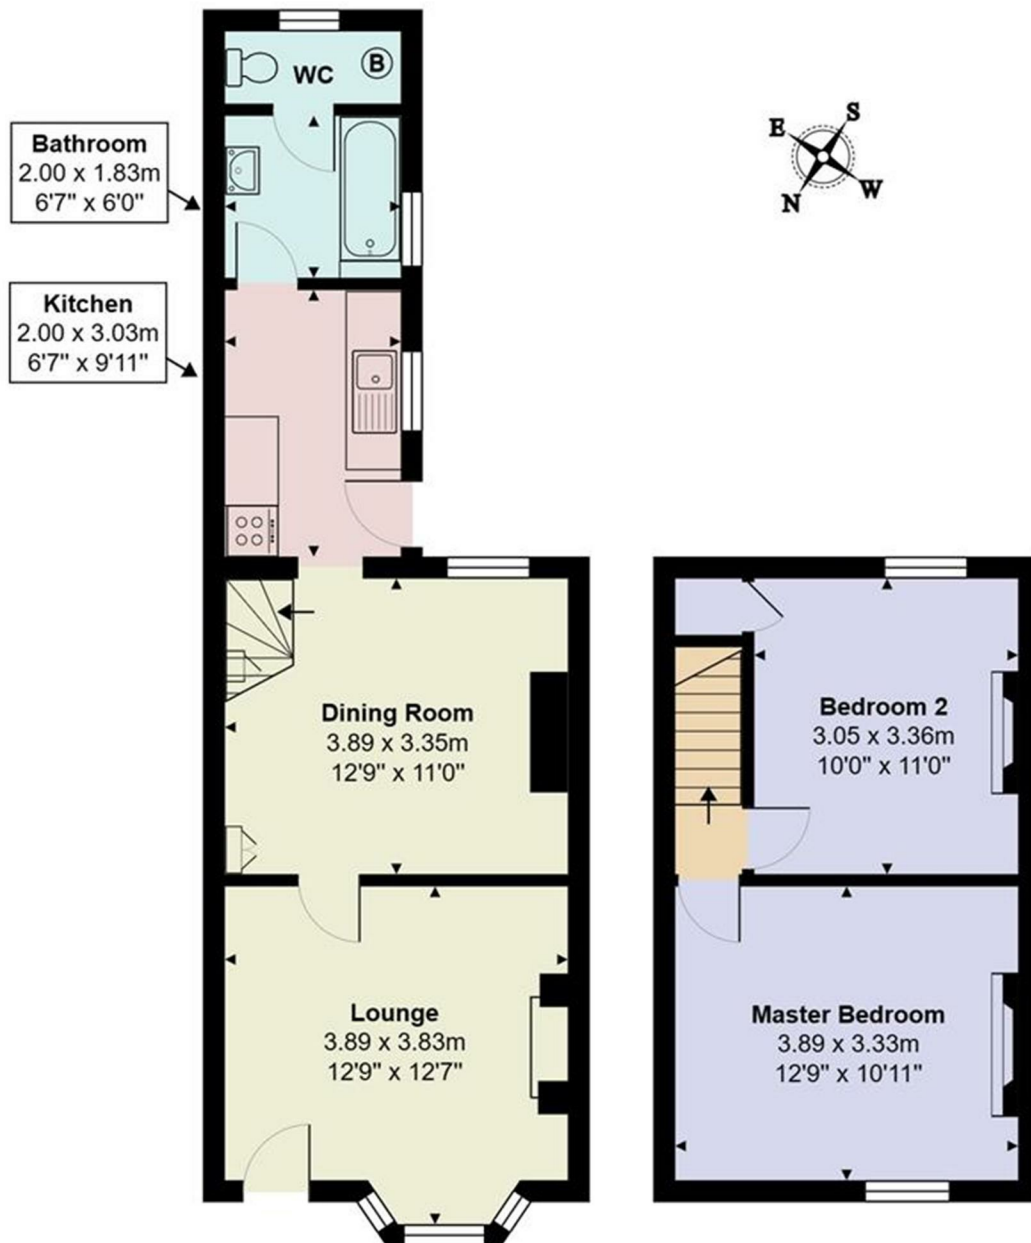 WC
B
Bathroom
2.00 x 1.83m
6'7" x 6'0"
E
S
N
W
Kitchen
2.00 x 3.03m
6'7" x 9'11"
Dining Room
3.89 x 3.35m
12'9" x 11'0"
Bedroom 2
3.05 x 3.36m
10'0" x 11'0"
Lounge
3.89 x 3.83m
12'9" x 12'7"
Master Bedroom
3.89 x 3.33m
12'9" x 10'11"